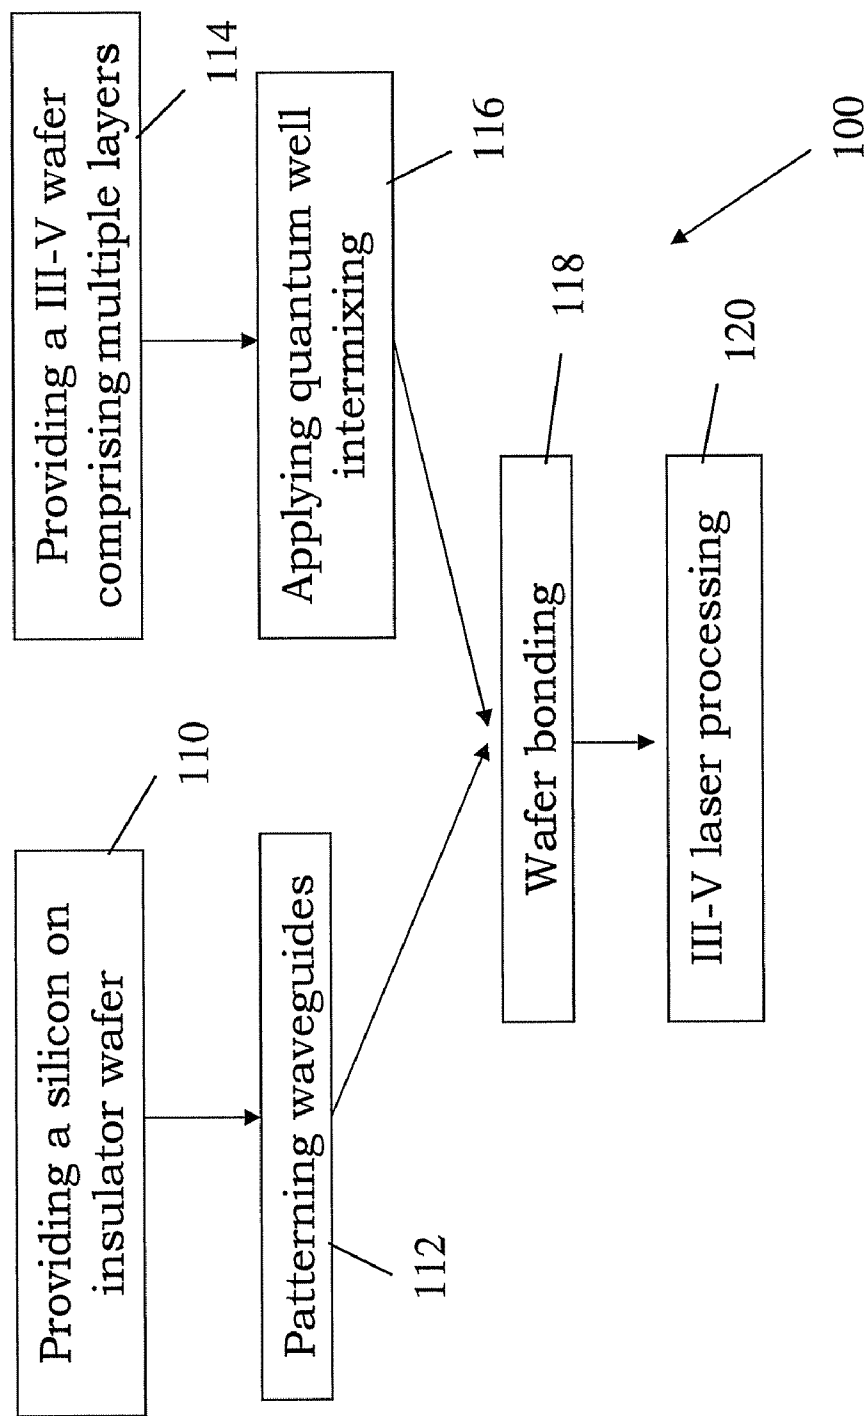 Providing a silicon on
insulator wafer
110
Patterning waveguides
112
Providing a III-V wafer
comprising multiple layers
114
Applying quantum well
intermixing
116
Wafer bonding
118
III-V laser processing
120
100